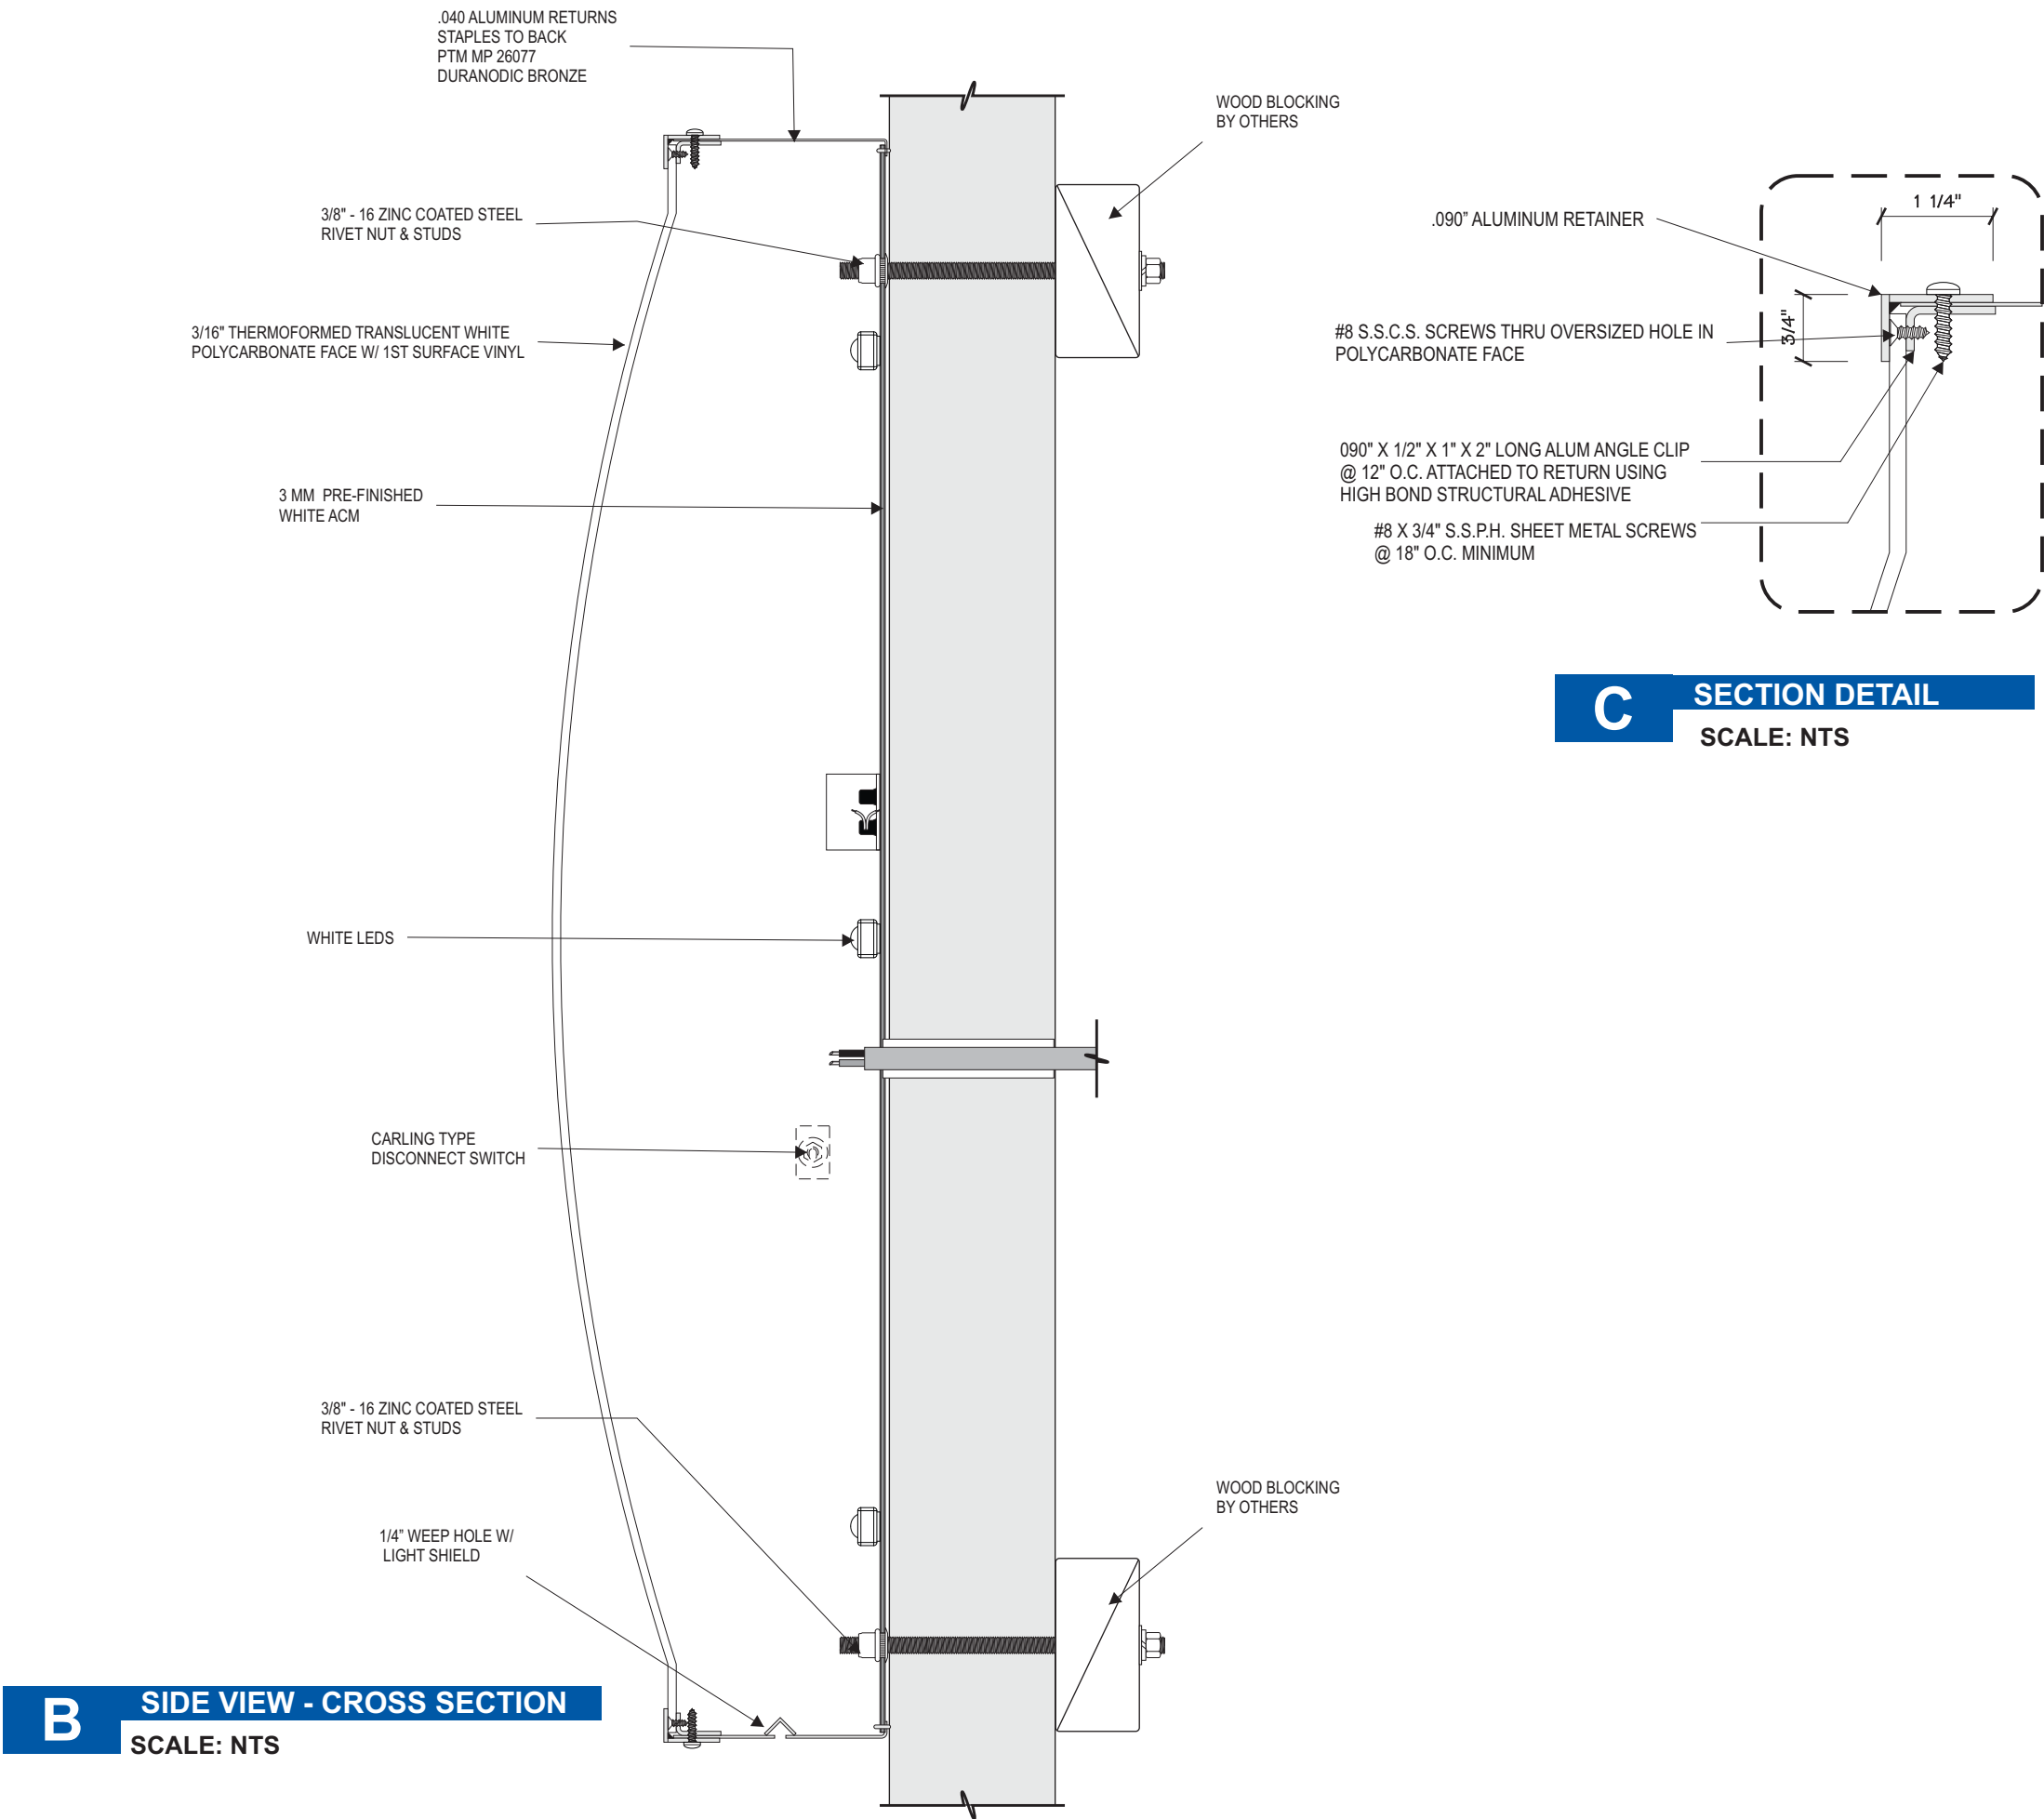 .040 ALUMINUM RETURNS
STAPLES TO BACK
PTM MP 26077
DURANODIC BRONZE
WOOD BLOCKING
BY OTHERS
3/8" - 16 ZINC COATED STEEL
RIVET NUT & STUDS
3/16" THERMOFORMED TRANSLUCENT WHITE
POLYCARBONATE FACE W/ 1ST SURFACE VINYL
3 MM PRE-FINISHED
WHITE ACM
WHITE LEDS
CARLING TYPE
DISCONNECT SWITCH
3/8" - 16 ZINC COATED STEEL
RIVET NUT & STUDS
WOOD BLOCKING
BY OTHERS
1/4” WEEP HOLE W/
LIGHT SHIELD
B
SIDE VIEW - CROSS SECTION
SCALE: NTS
1 1/4"
.090” ALUMINUM RETAINER
3/4"
#8 S.S.C.S. SCREWS THRU OVERSIZED HOLE IN
POLYCARBONATE FACE
090" X 1/2" X 1" X 2" LONG ALUM ANGLE CLIP
@ 12" O.C. ATTACHED TO RETURN USING
HIGH BOND STRUCTURAL ADHESIVE
#8 X 3/4" S.S.P.H. SHEET METAL SCREWS
@ 18" O.C. MINIMUM
C
SECTION DETAIL
SCALE: NTS